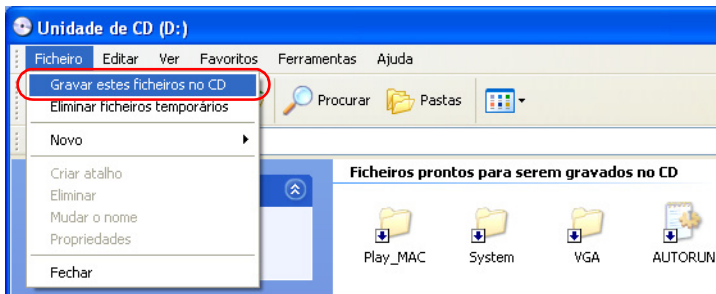 Unidade de CD (D:)
Ficheiro Editar Ver Favoritos Ferramentas Ajuda
Gravar estes ficheiros no CD
Eliminar ficheiros temporários
Procurar Pastas
Novo
Criar atalho
Eliminar
Mudar o nome
Propriedades
Fechar
Ficheiros prontos para serem gravados no CD
Play_MAC System VGA AUTORUN